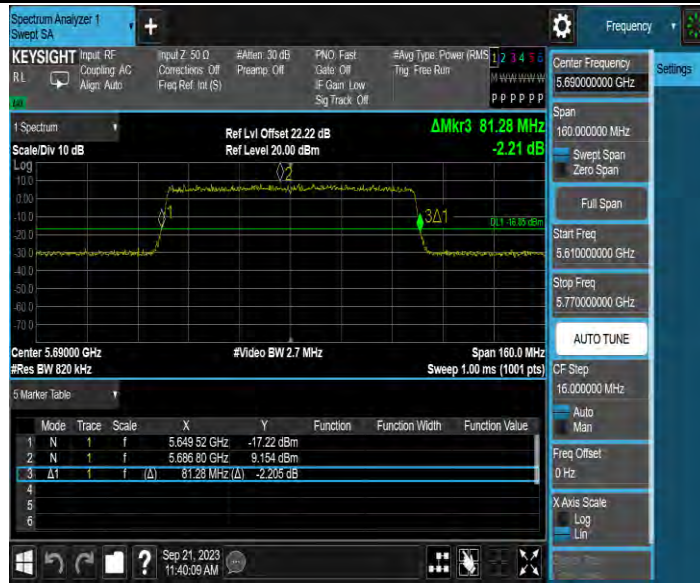 Spectrum Analyzer 1
Swept SA
+
Frequency
KEYSIGHT
RL
Input: RF
Coupling: AC
Align: Auto
Input Z: 50 Ω
Corrections: Off
Freq Ref: Int (S)
#Atten: 30 dB
Preamp: Off
PNO: Fast
Gate: Off
IF Gain: Low
Sig Track: Off
#Avg Type: Power (RMS
Trig: Free Run
1 2 3 4 5 6
M W W W W W
P P P P P P
1 Spectrum
Scale/Div 10 dB
Ref Lvl Offset 22.22 dB
Ref Level 20.00 dBm
ΔMkr3 81.28 MHz
-2.21 dB
Log
10.0
0.00
-10.0
-20.0
-30.0
-40.0
-50.0
-60.0
-70.0
2
1
3Δ1
Center 5.69000 GHz
#Res BW 820 kHz
#Video BW 2.7 MHz
Span 160.0 MHz
Sweep 1.00 ms (1001 pts)
5 Marker Table
Mode Trace Scale X Y Function Function Width Function Value
1 N 1 f 5.649 52 GHz -17.22 dBm
2 N 1 f 5.686 80 GHz 9.154 dBm
3 Δ1 1 f (Δ) 81.28 MHz (Δ) -2.205 dB
4
5
6
?
Sep 21, 2023
11:40:09 AM
Center Frequency
5.690000000 GHz
Settings
Span
160.000000 MHz
Swept Span
Zero Span
Full Span
Start Freq
5.610000000 GHz
Stop Freq
5.770000000 GHz
AUTO TUNE
CF Step
16.000000 MHz
Auto
Man
Freq Offset
0 Hz
X Axis Scale
Log
Lin